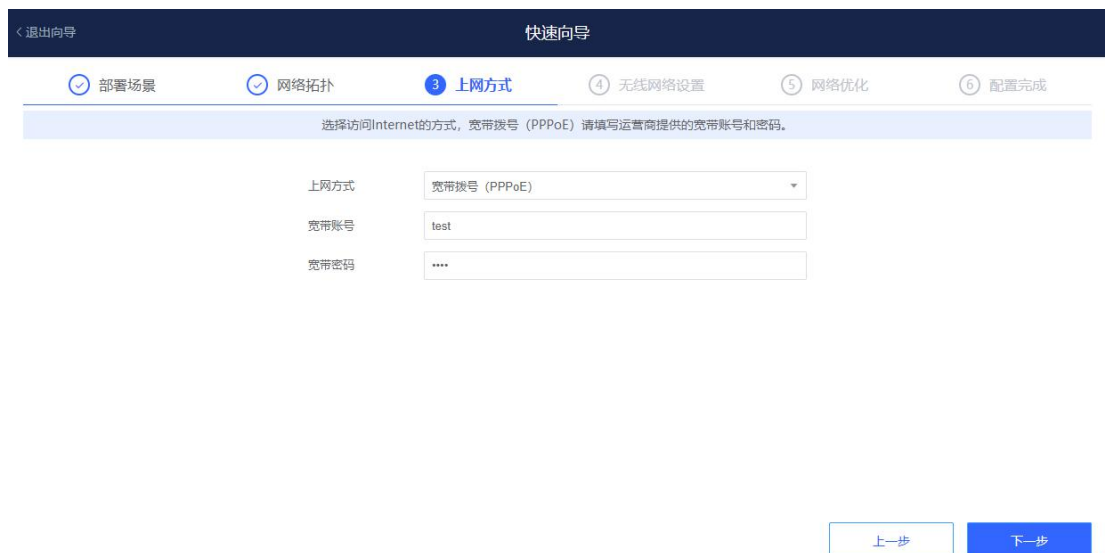 <退出向导
快速向导
部署场景
网络拓扑
3 上网方式
4 无线网络设置
5 网络优化
6 配置完成
选择访问Internet的方式，宽带拨号（PPPoE）请填写运营商提供的宽带账号和密码。
上网方式 宽带拨号（PPPoE）
宽带账号 test
宽带密码 ••••
上一步 下一步